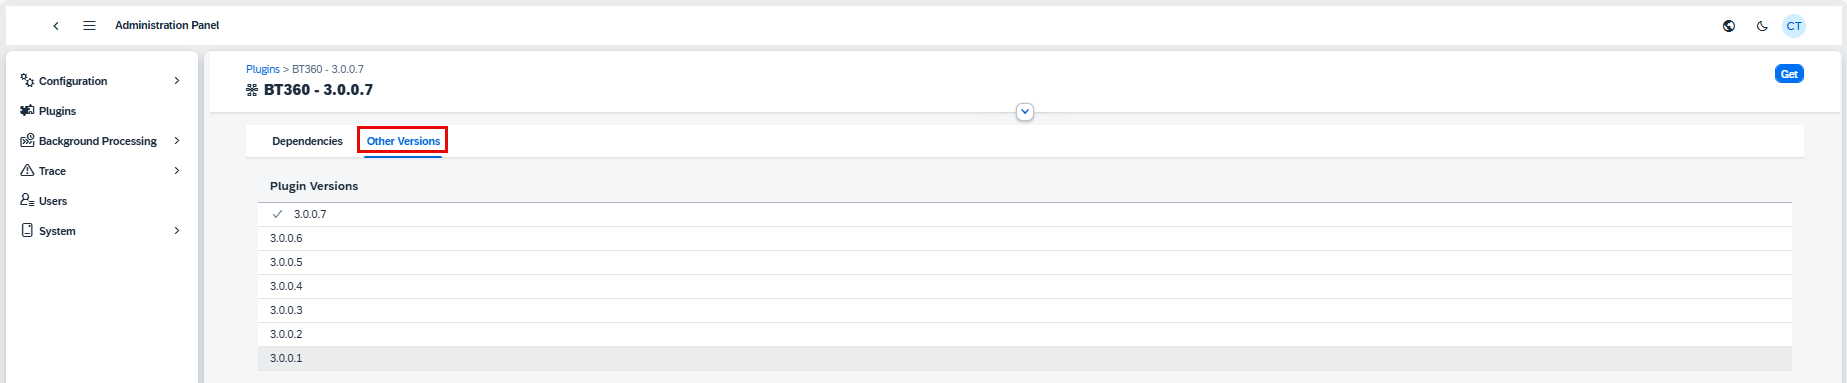 Administration Panel
CT
Configuration
Plugins
Background Processing
Trace
Users
System
Plugins > BT360 - 3.0.0.7
BT360 - 3.0.0.7
Get
Dependencies
Other Versions
Plugin Versions
3.0.0.7
3.0.0.6
3.0.0.5
3.0.0.4
3.0.0.3
3.0.0.2
3.0.0.1